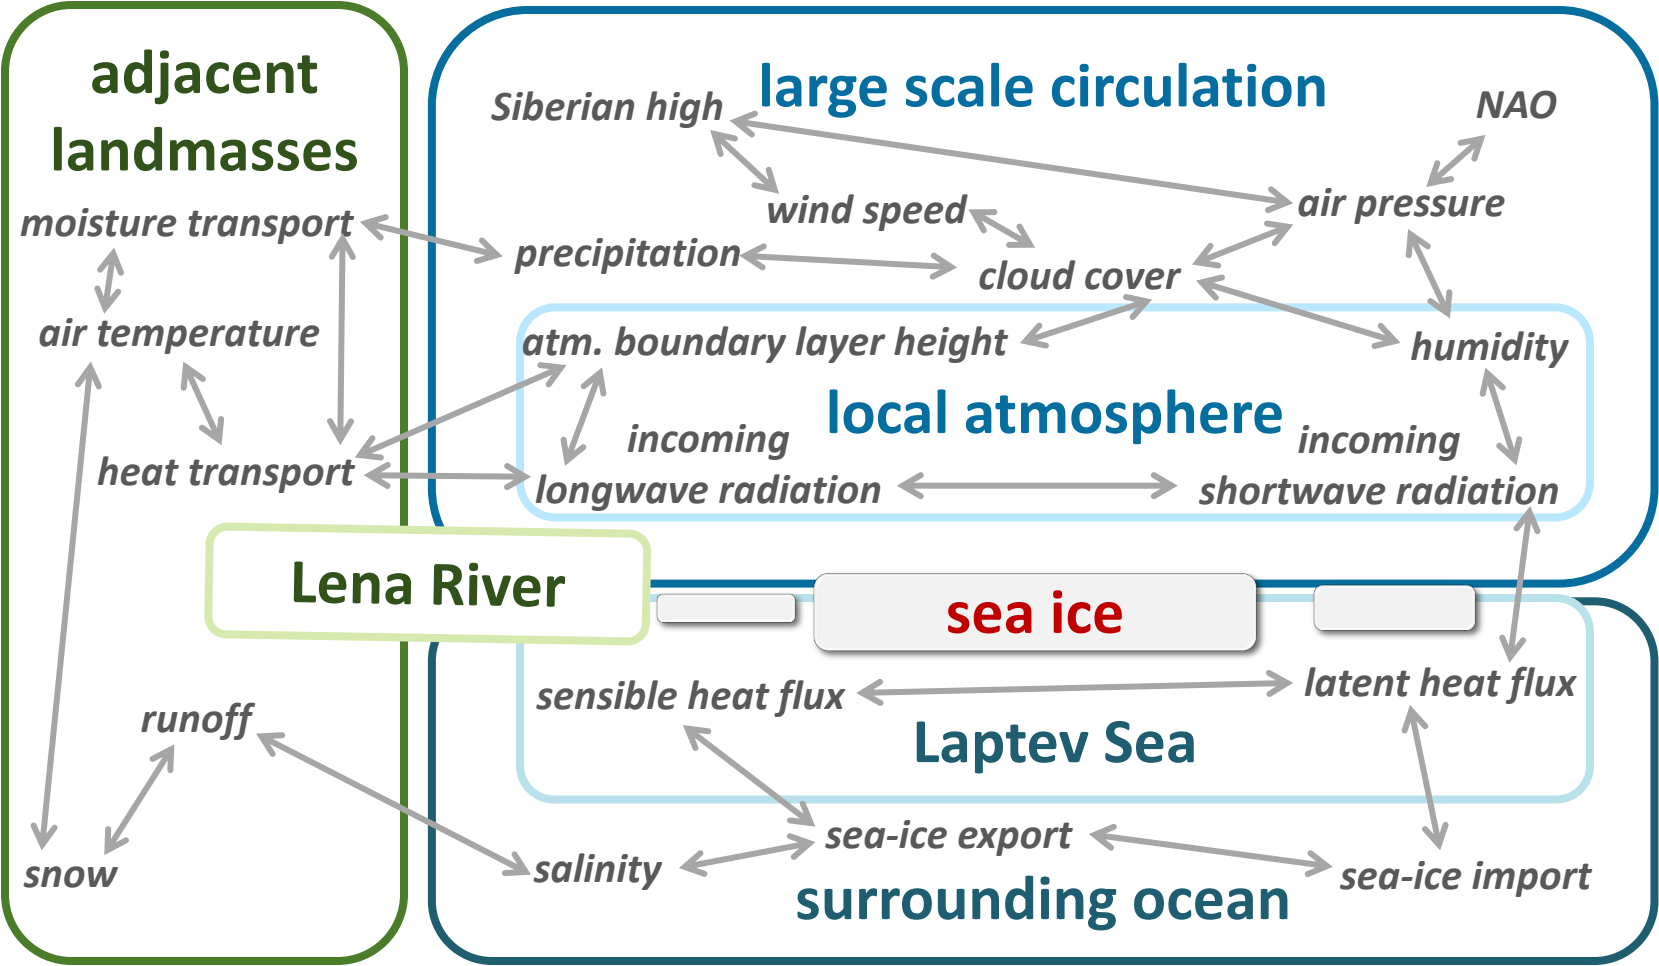 adjacent
landmasses
moisture transport
air temperature
heat transport
Lena River
runoff
snow
large scale circulation
Siberian high
NAO
wind speed
air pressure
precipitation
cloud cover
atm. boundary layer height
humidity
local atmosphere
incoming
longwave radiation
incoming
shortwave radiation
sea ice
sensible heat flux
latent heat flux
Laptev Sea
sea-ice export
salinity
sea-ice import
surrounding ocean